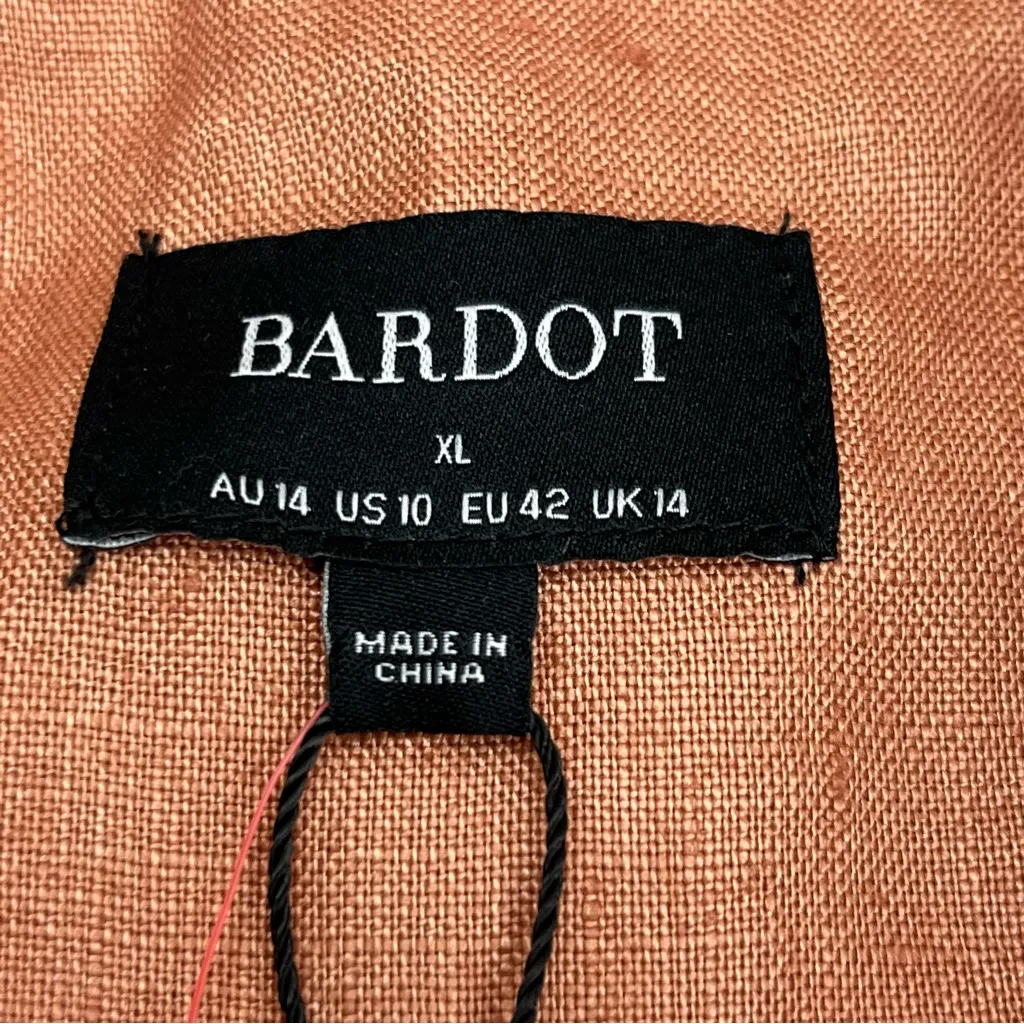 BARDOT
XL
AU 14 US 10 EU 42 UK 14
MADE IN
CHINA